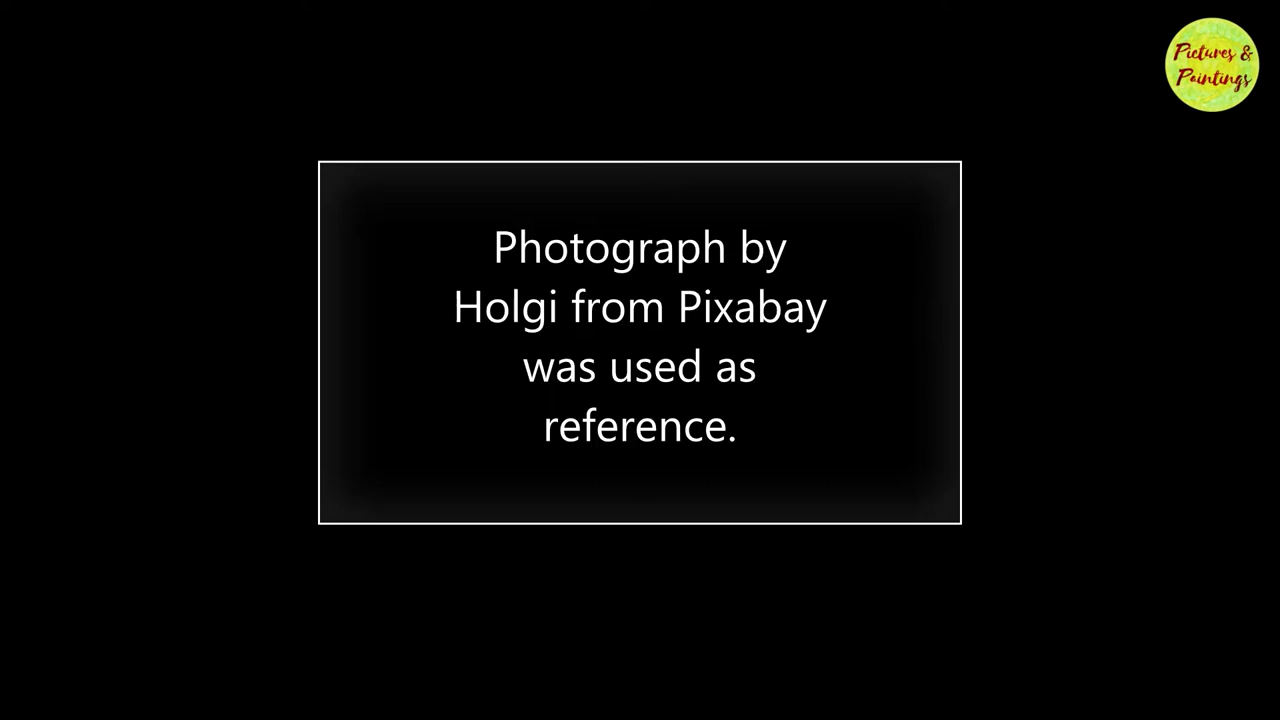 Pictures &
Paintings
Photograph by
Holgi from Pixabay
was used as
reference.